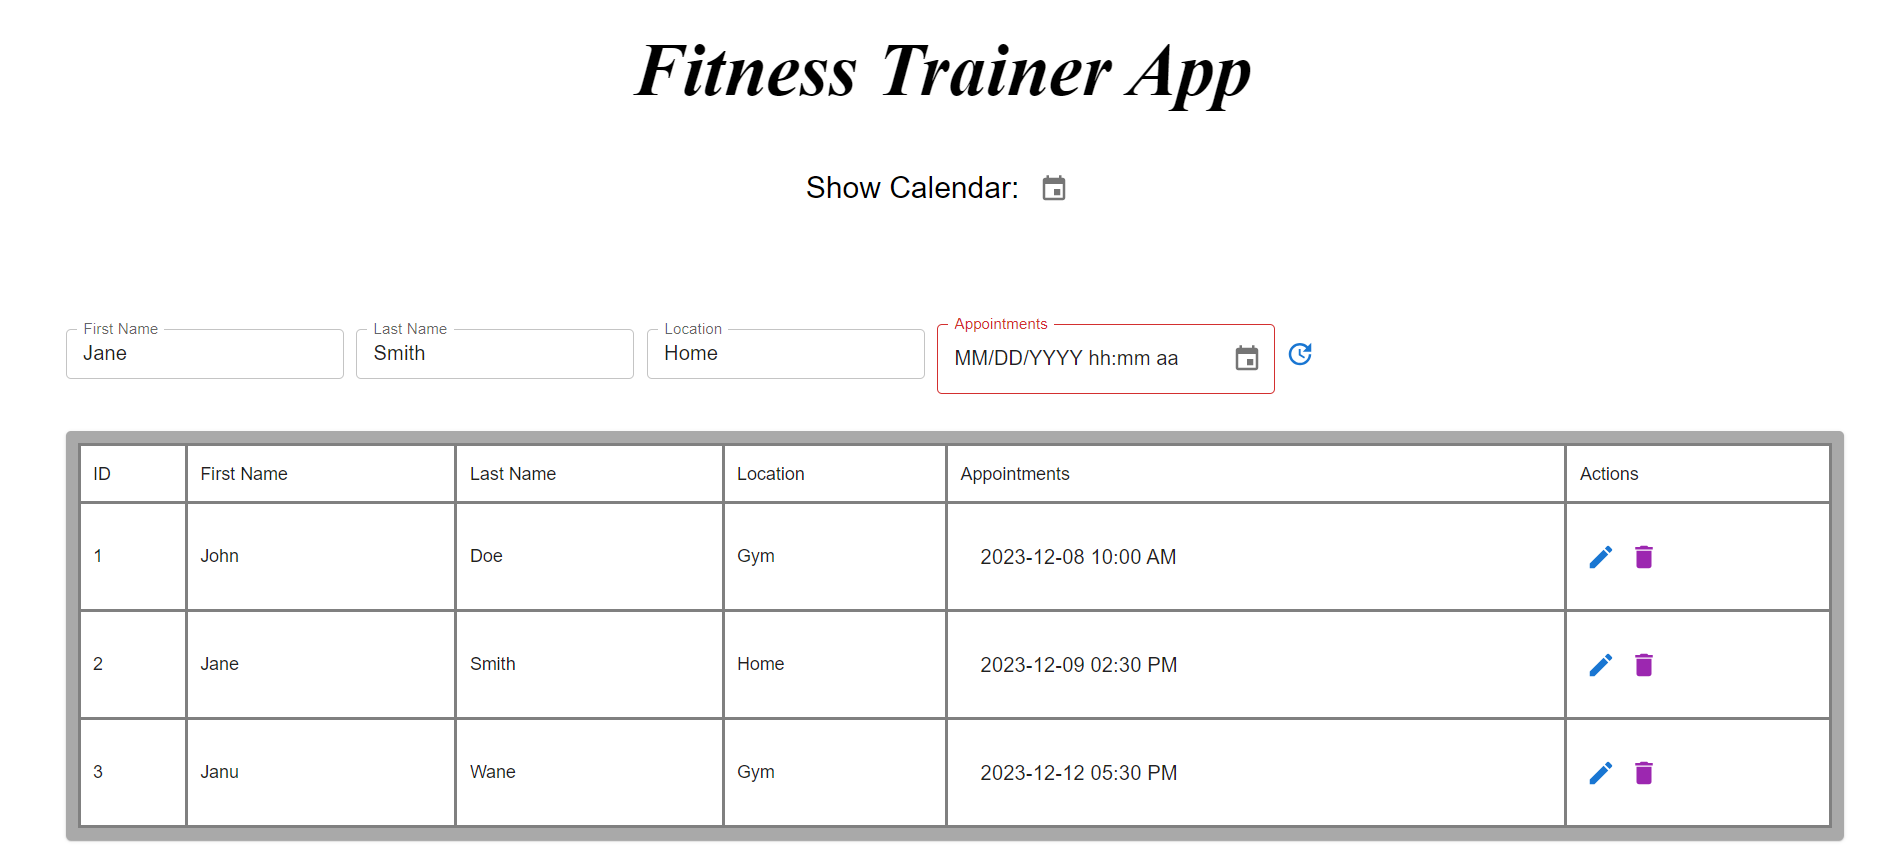 Fitness Trainer App
Show Calendar:
First Name Last Name Location Appointments
Jane Smith Home MM/DD/YYYY hh:mm aa
ID First Name Last Name Location Appointments Actions
1 John Doe Gym 2023-12-08 10:00 AM
2 Jane Smith Home 2023-12-09 02:30 PM
3 Janu Wane Gym 2023-12-12 05:30 PM